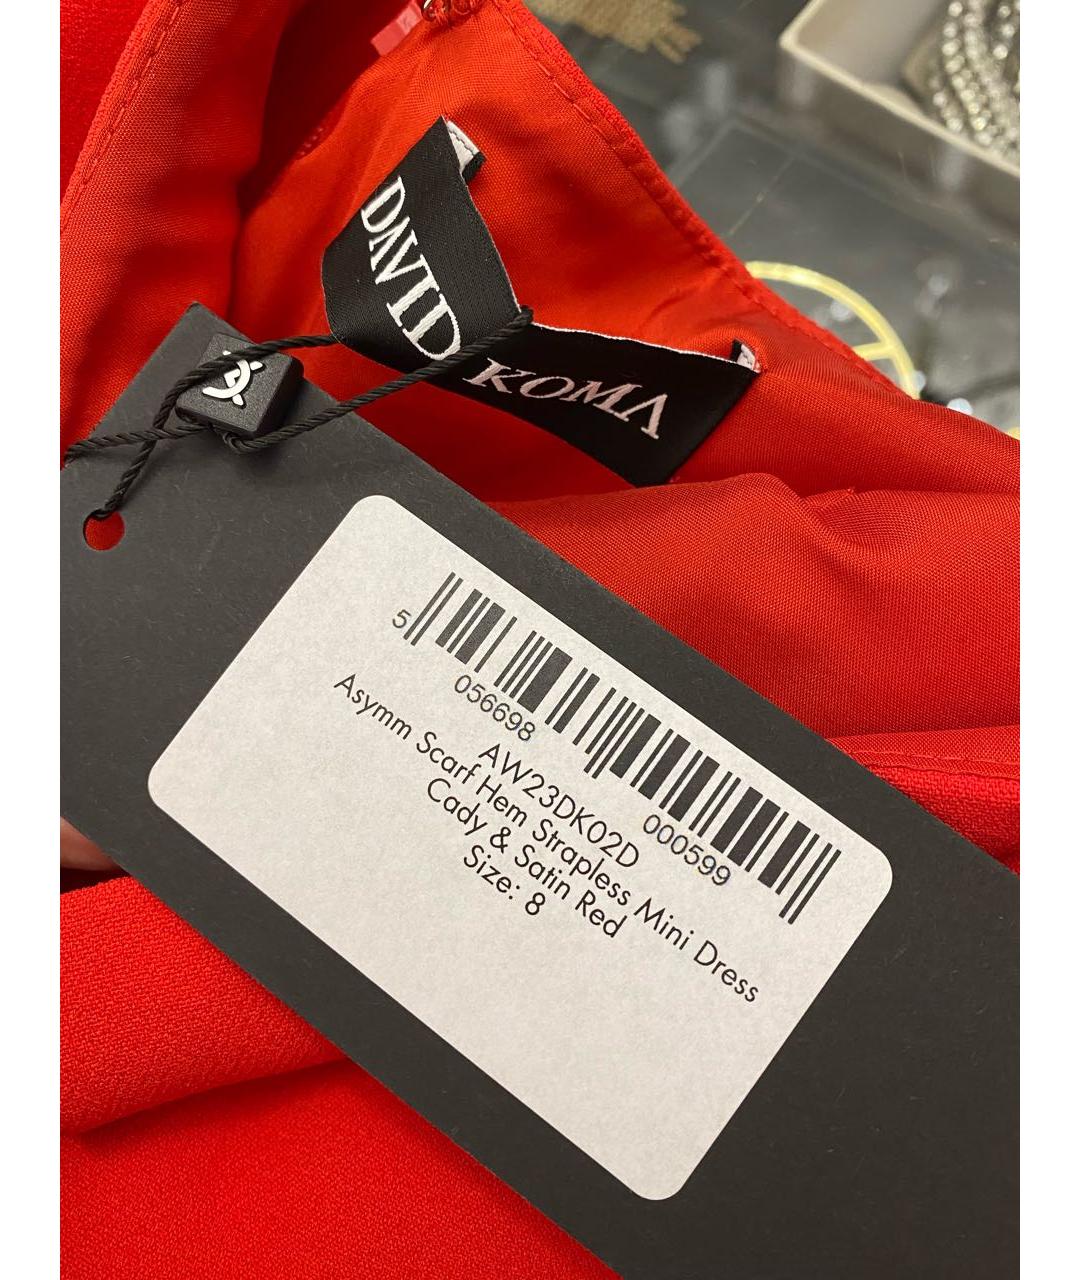 DAVID
KOMA
5 056698 000599
AW23DK02D
Asymm Scarf Hem Strapless Mini Dress
Cady & Satin Red
Size: 8